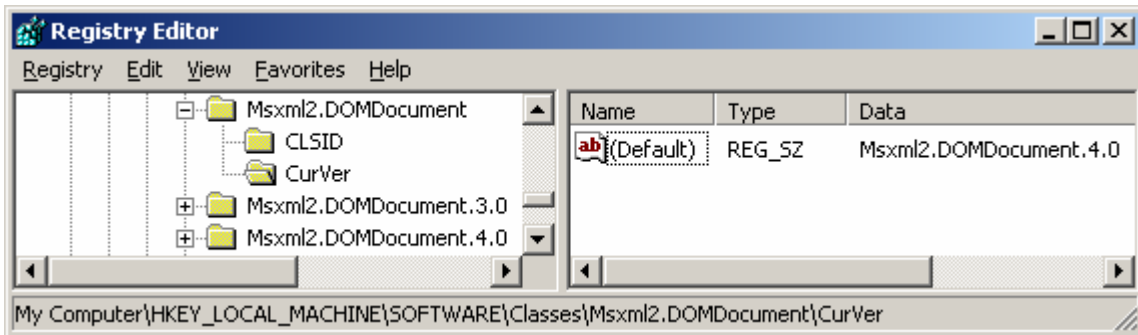 Registry Editor
Registry Edit View Favorites Help
Msxml2.DOMDocument
CLSID
CurVer
Msxml2.DOMDocument.3.0
Msxml2.DOMDocument.4.0
Name Type Data
ab (Default) REG_SZ Msxml2.DOMDocument.4.0
My Computer\HKEY_LOCAL_MACHINE\SOFTWARE\Classes\Msxml2.DOMDocument\CurVer